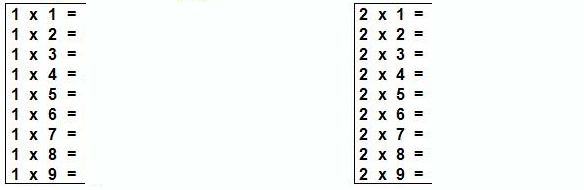 1 x 1 =
1 x 2 =
1 x 3 =
1 x 4 =
1 x 5 =
1 x 6 =
1 x 7 =
1 x 8 =
1 x 9 =
2 x 1 =
2 x 2 =
2 x 3 =
2 x 4 =
2 x 5 =
2 x 6 =
2 x 7 =
2 x 8 =
2 x 9 =